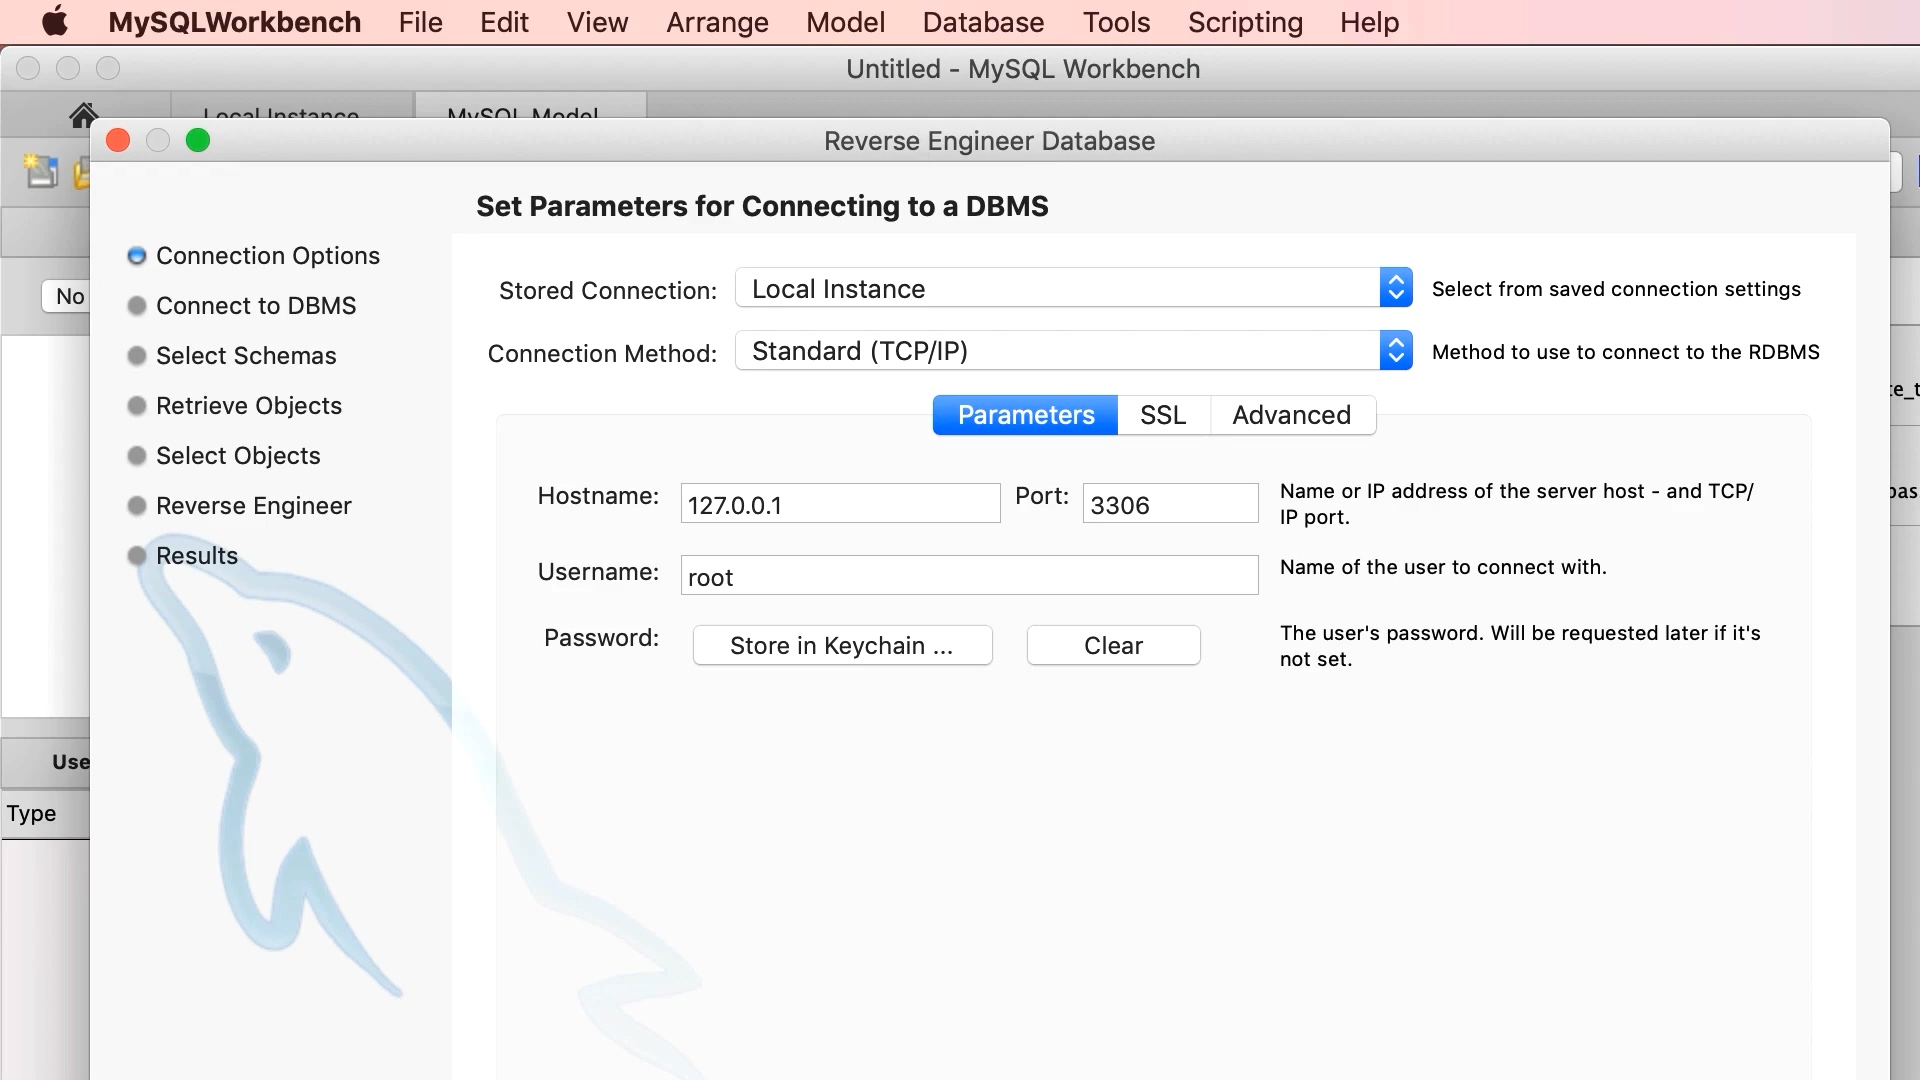 MySQLWorkbench File Edit View Arrange Model Database Tools Scripting Help
Untitled - MySQL Workbench
Local Instance MySQL Model
Reverse Engineer Database
Set Parameters for Connecting to a DBMS
Connection Options
Connect to DBMS
Select Schemas
Retrieve Objects
Select Objects
Reverse Engineer
Results
Stored Connection: Local Instance Select from saved connection settings
Connection Method: Standard (TCP/IP) Method to use to connect to the RDBMS
Parameters SSL Advanced
Hostname: 127.0.0.1 Port: 3306 Name or IP address of the server host - and TCP/
IP port.
Username: root Name of the user to connect with.
Password: Store in Keychain ... Clear The user's password. Will be requested later if it's
not set.
No
Use
Type